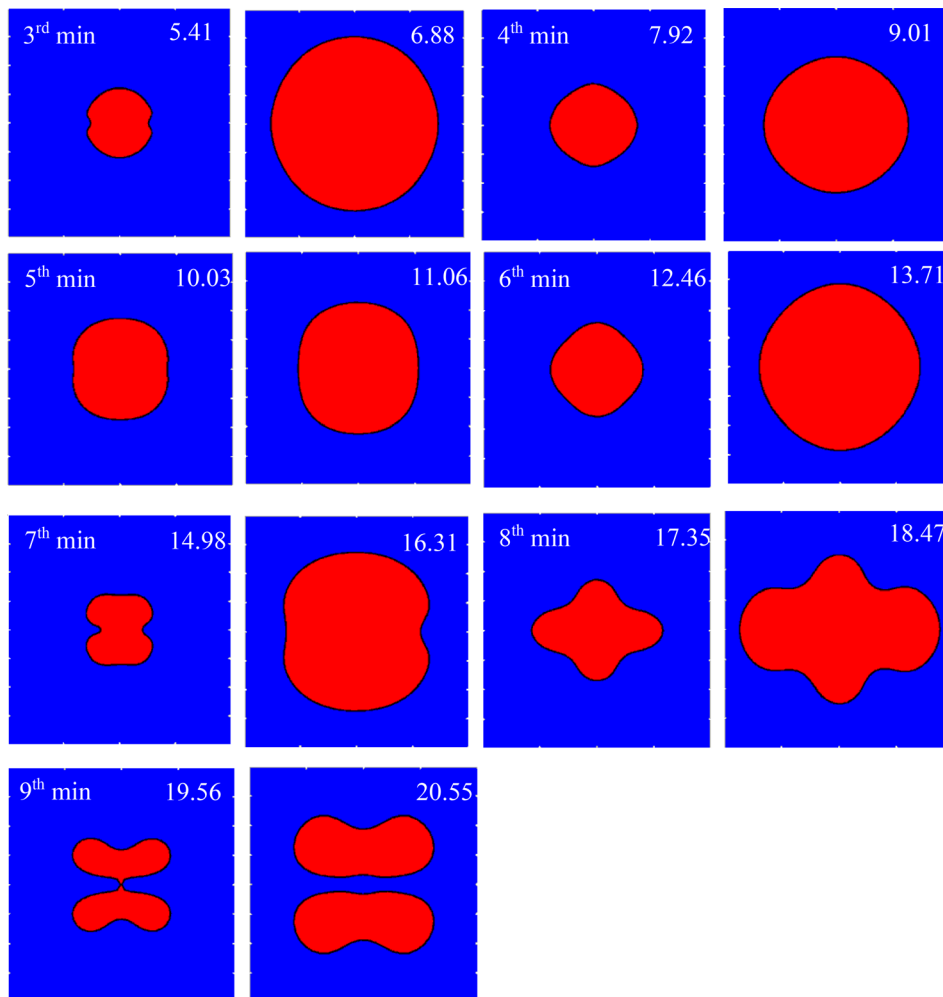 3rd min 5.41
6.88
4th min 7.92
9.01
5th min 10.03
11.06
6th min 12.46
13.71
7th min 14.98
16.31
8th min 17.35
18.47
9th min 19.56
20.55